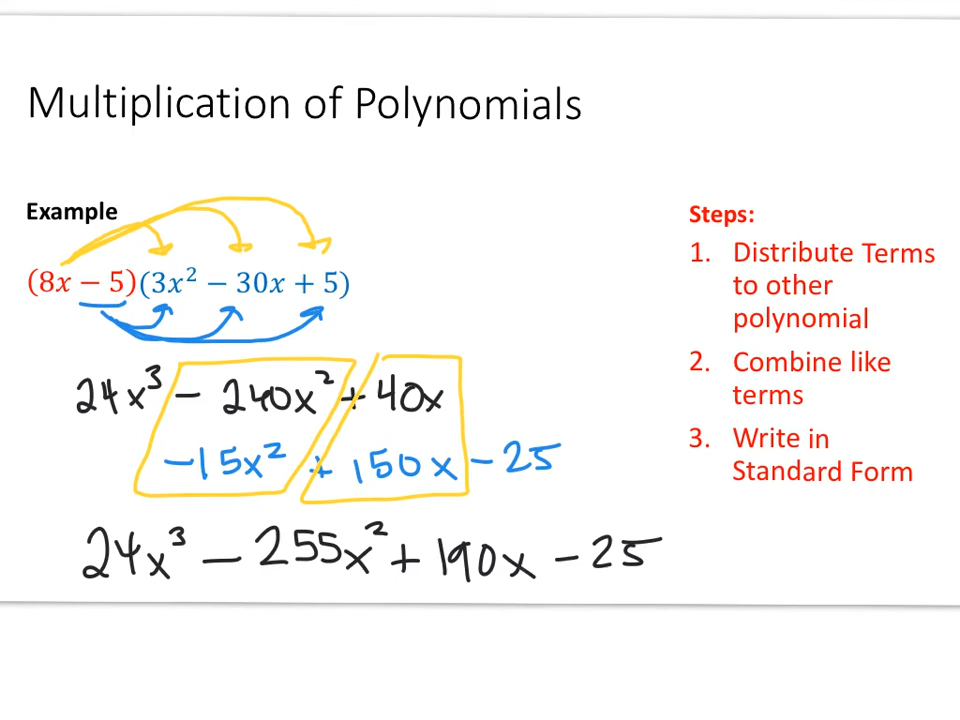 Multiplication of Polynomials
Example
(8x − 5)(3x² − 30x + 5)
24x³ − 240x² + 40x
−15x² + 150x − 25
24x³ − 255x² + 190x − 25
Steps:
1. Distribute Terms
to other
polynomial
2. Combine like
terms
3. Write in
Standard Form